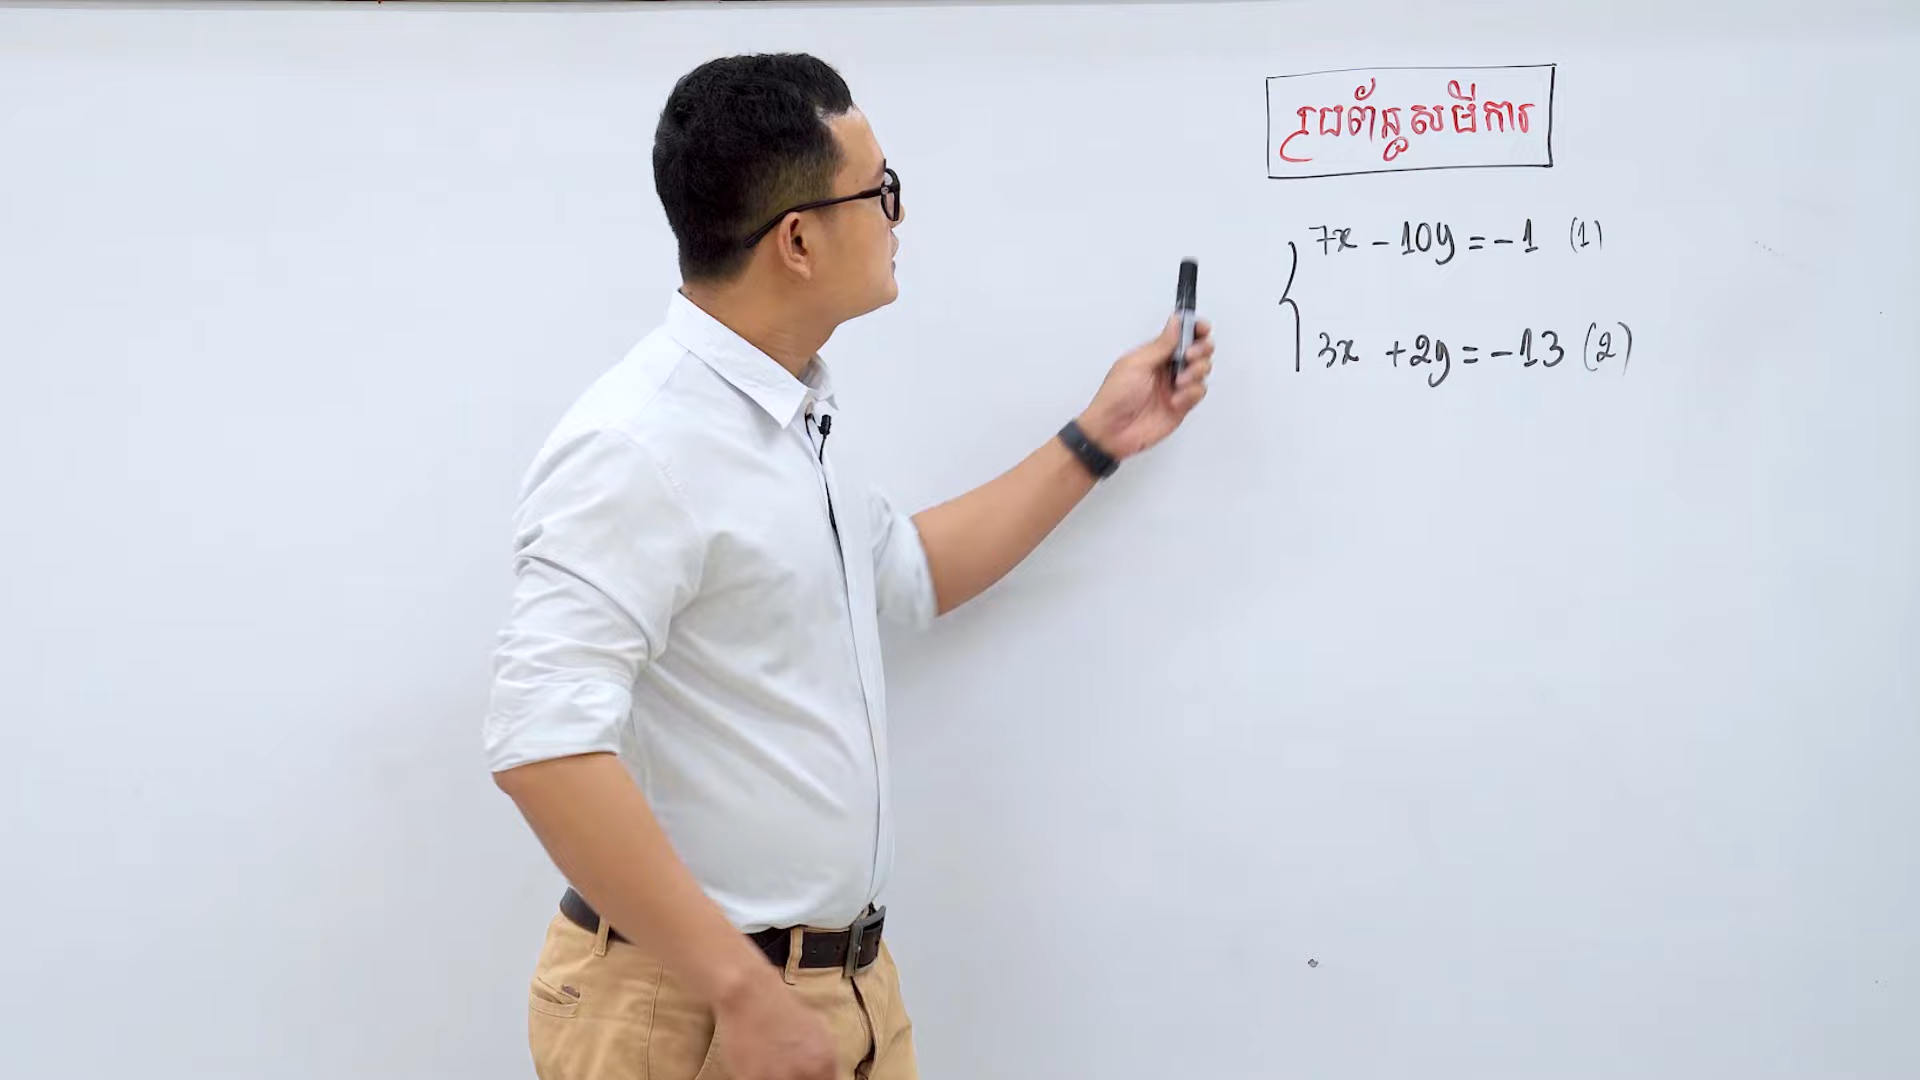 ប្រព័ន្ធសមីការ
7x - 10y = -1 (1)
3x + 2y = -13 (2)